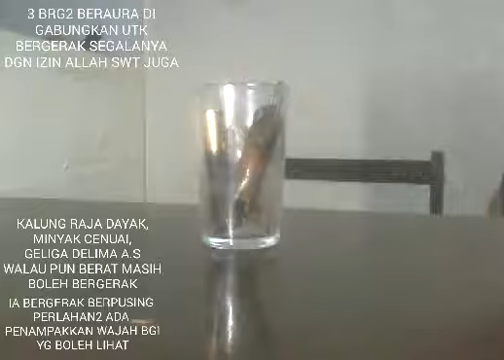 3 BRG2 BERAURA DI
GABUNGKAN UTK
BERGERAK SEGALANYA
DGN IZIN ALLAH SWT JUGA
KALUNG RAJA DAYAK,
MINYAK CENUAI,
GELIGA DELIMA A.S
WALAU PUN BERAT MASIH
BOLEH BERGERAK
IA BERGERAK BERPUSING
PERLAHAN2 ADA
PENAMPAKKAN WAJAH BGI
YG BOLEH LIHAT